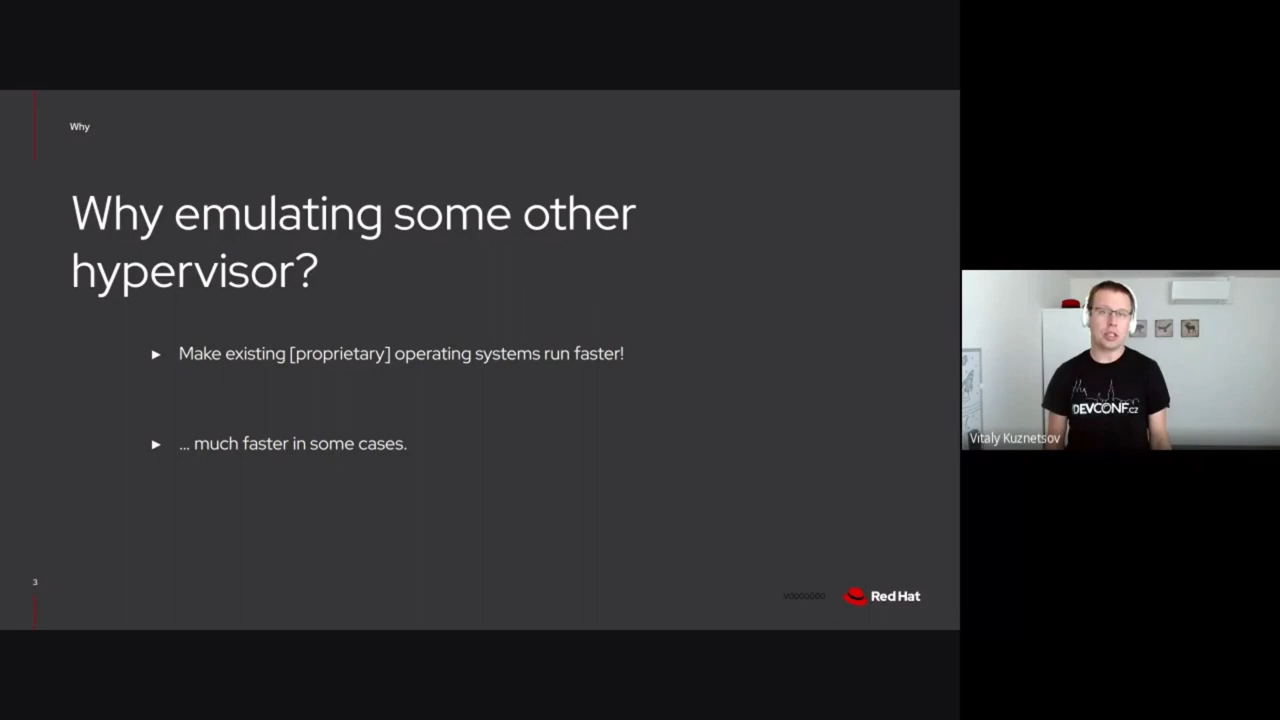 Why
Why emulating some other
hypervisor?
► Make existing [proprietary] operating systems run faster!
► ... much faster in some cases.
3
V0000000
Red Hat
DEVCONF.cz
Vitaly Kuznetsov